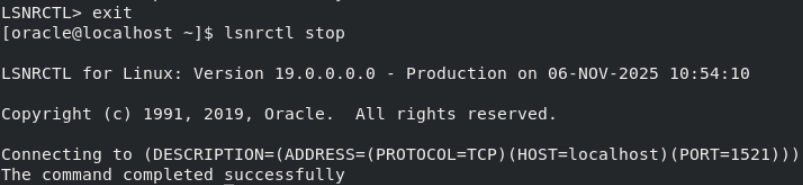 LSNRCTL> exit
[oracle@localhost ~]$ lsnrctl stop
LSNRCTL for Linux: Version 19.0.0.0.0 - Production on 06-NOV-2025 10:54:10
Copyright (c) 1991, 2019, Oracle.  All rights reserved.
Connecting to (DESCRIPTION=(ADDRESS=(PROTOCOL=TCP)(HOST=localhost)(PORT=1521)))
The command completed successfully